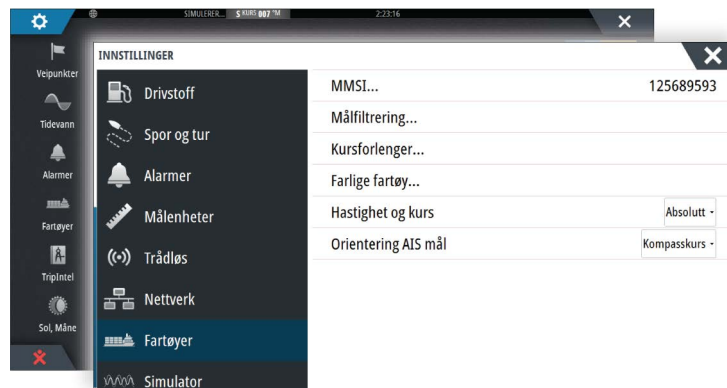 SIMULERER... S KURS 007 °M 2:23:16
Veipunkter
Tidevann
Alarmer
Fartøyer
TripIntel
Sol, Måne
INNSTILLINGER
Drivstoff
Spor og tur
Alarmer
Målenheter
Trådløs
Nettverk
Fartøyer
Simulator
MMSI... 125689593
Målfiltrering...
Kursforlenger...
Farlige fartøy...
Hastighet og kurs Absolutt
Orientering AIS mål Kompasskurs